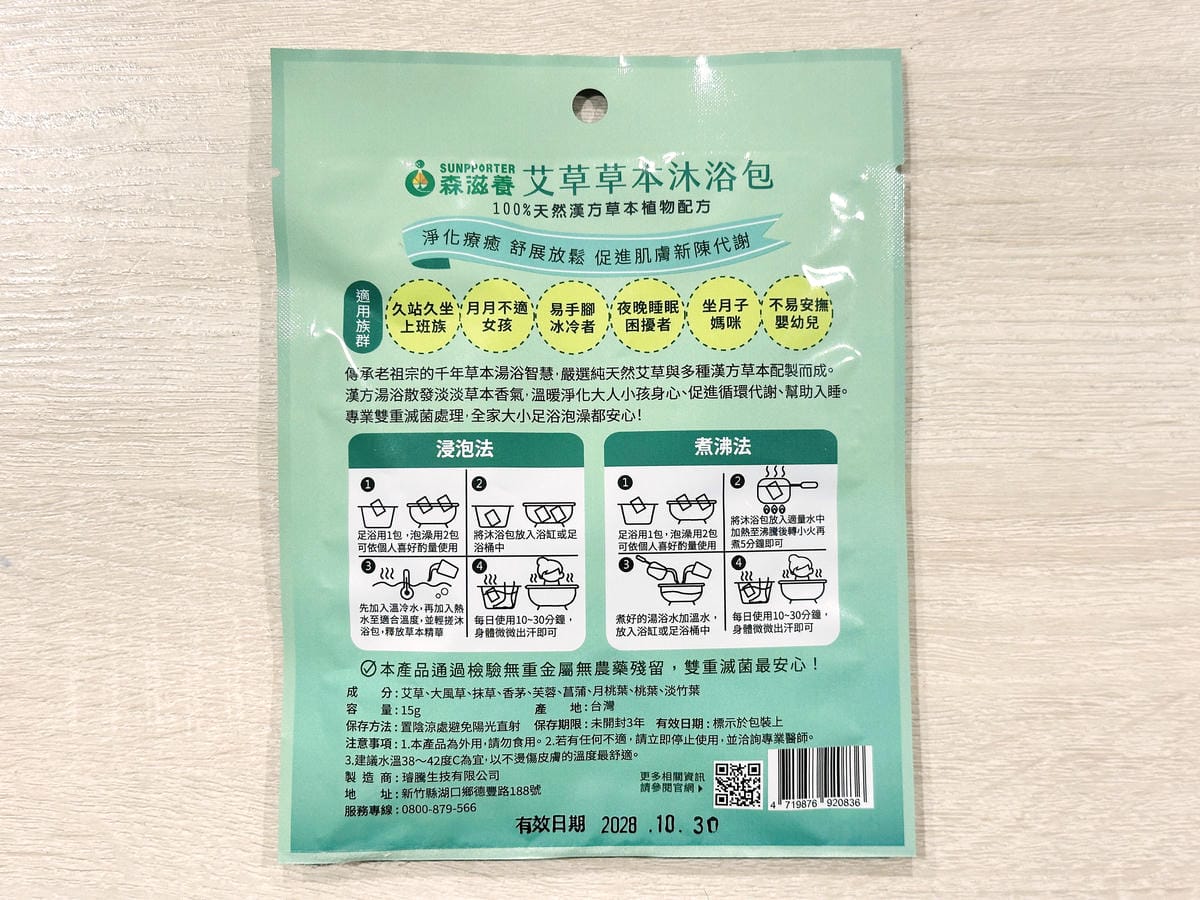 SUNPPORTER
森滋養 艾草草本沐浴包
100%天然漢方草本植物配方
淨化療癒 舒展放鬆 促進肌膚新陳代謝
適用族群
久站久坐
上班族
月月不適
女孩
易手腳
冰冷者
夜晚睡眠
困擾者
坐月子
媽咪
不易安撫
嬰幼兒
傳承老祖宗的千年草本湯浴智慧,嚴選純天然艾草與多種漢方草本配製而成。
漢方湯浴散發淡淡草本香氣,溫暖淨化大人小孩身心、促進循環代謝、幫助入睡。
專業雙重滅菌處理,全家大小足浴泡澡都安心!
浸泡法
1
足浴用1包,泡澡用2包
可依個人喜好酌量使用
2
將沐浴包放入浴缸或足
浴桶中
3
先加入溫冷水,再加入熱
水至適合溫度,並輕搓沐
浴包,釋放草本精華
4
每日使用10~30分鐘,
身體微微出汗即可
煮沸法
1
足浴用1包,泡澡用2包
可依個人喜好酌量使用
2
將沐浴包放入適量水中
加熱至沸騰後轉小火再
煮5分鐘即可
3
煮好的湯浴水加溫水,
放入浴缸或足浴桶中
4
每日使用10~30分鐘,
身體微微出汗即可
本產品通過檢驗無重金屬無農藥殘留,雙重滅菌最安心!
成 分:艾草、大風草、抹草、香茅、芙蓉、菖蒲、月桃葉、桃葉、淡竹葉
容 量:15g 產 地:台灣
保存方法:置陰涼處避免陽光直射 保存期限:未開封3年 有效日期:標示於包裝上
注意事項:1.本產品為外用,請勿食用。2.若有任何不適,請立即停止使用,並洽詢專業醫師。
3.建議水溫38~42度C為宜,以不燙傷皮膚的溫度最舒適。
製 造 商:璿騰生技有限公司
地 址:新竹縣湖口鄉德豐路188號
服務專線:0800-879-566
更多相關資訊
請參閱官網
4 719876 920836
有效日期 2028 .10. 30